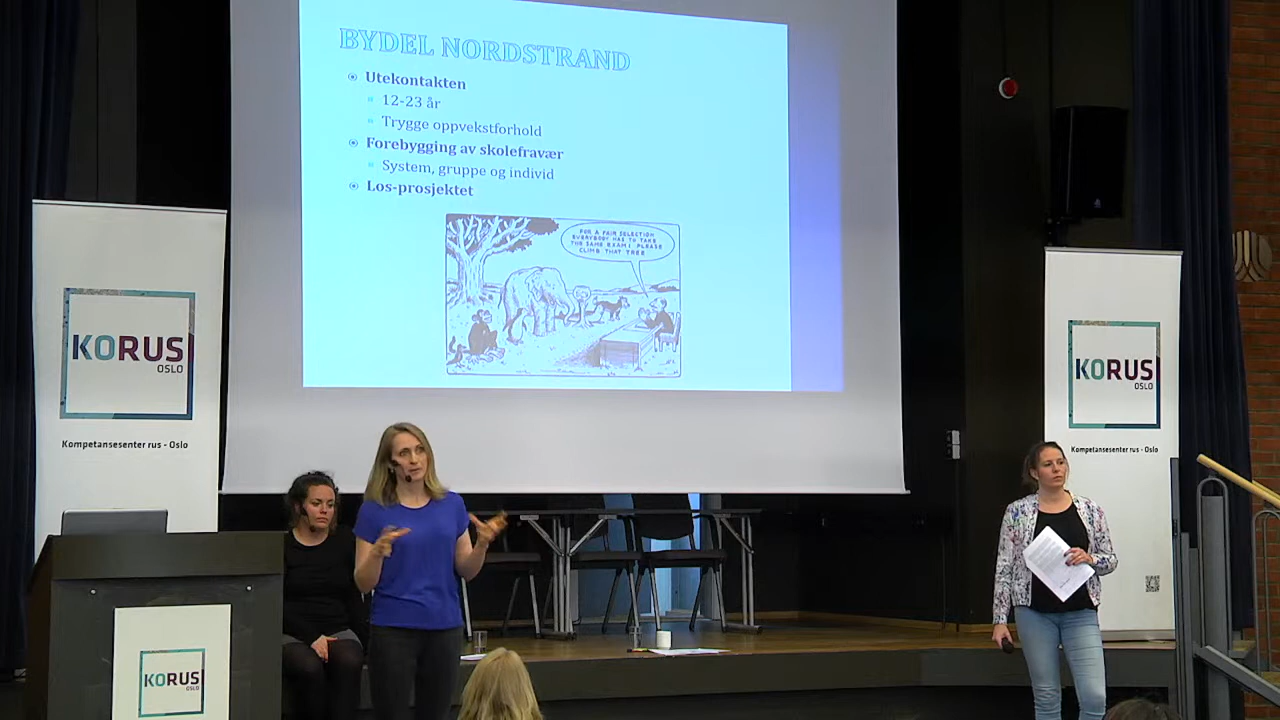 BYDEL NORDSTRAND
Utekontakten
12-23 år
Trygge oppvekstforhold
Forebygging av skolefravær
System, gruppe og individ
Los-prosjektet
FOR A FAIR SELECTION
EVERYBODY HAS TO TAKE
THE SAME EXAM: PLEASE
CLIMB THAT TREE
KORUS
OSLO
Kompetansesenter rus - Oslo
KORUS
OSLO
Kompetansesenter rus - Oslo
KORUS
OSLO